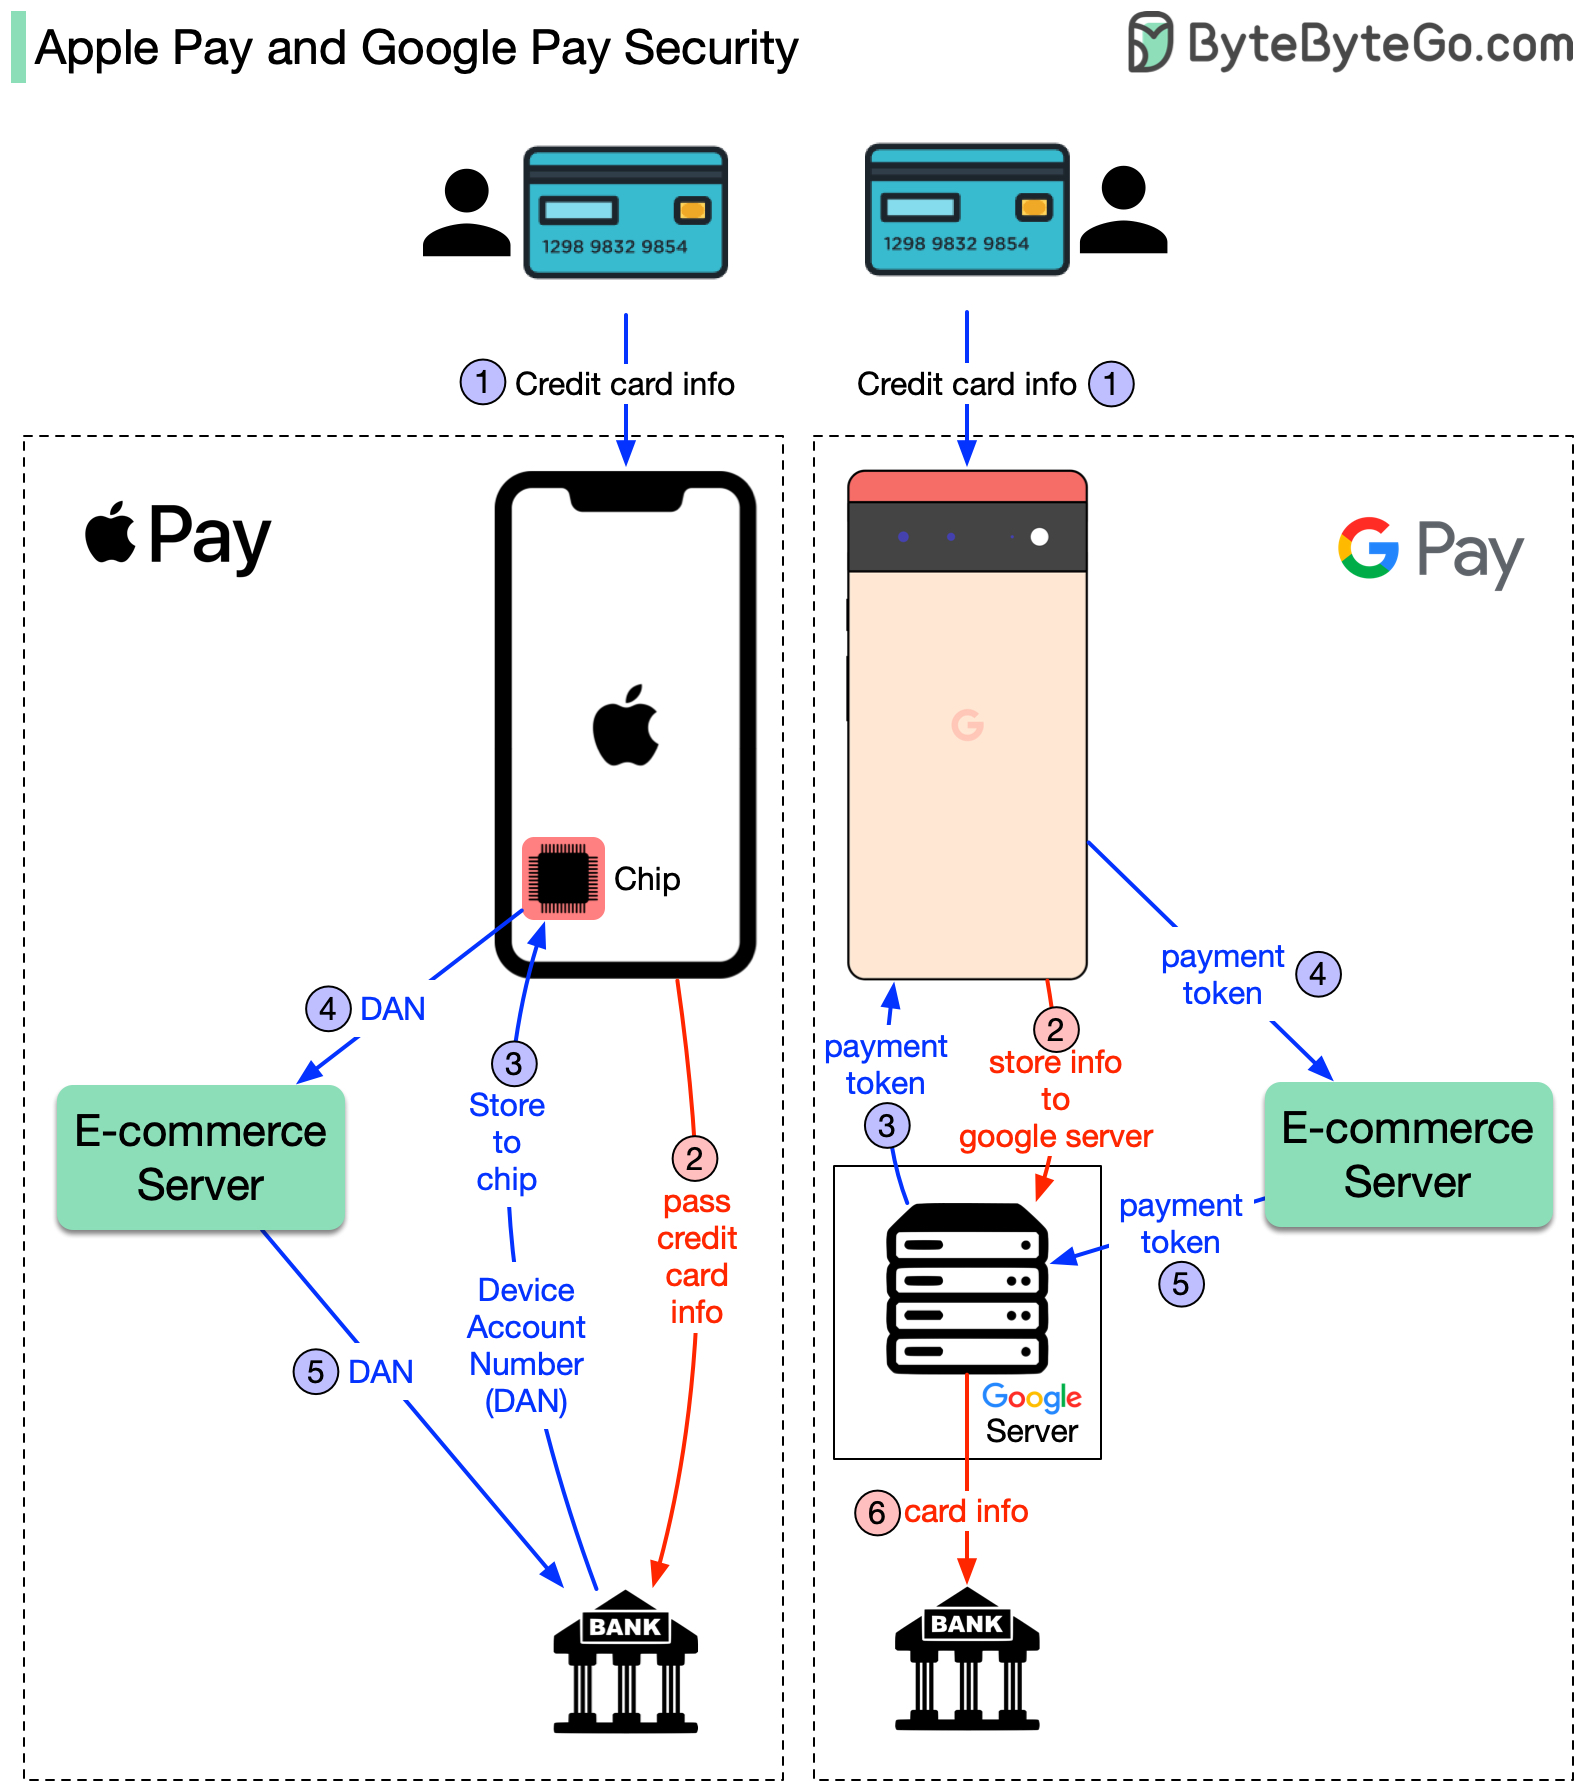 Apple Pay and Google Pay Security
ByteByteGo.com
1298 9832 9854
1298 9832 9854
1 Credit card info
Credit card info 1
Pay
G Pay
G
Chip
4 DAN
3
Store
to
chip
E-commerce
Server
2
pass
credit
card
info
Device
Account
Number
(DAN)
5 DAN
BANK
payment
token
4
payment
token
3
2
store info
to
google server
E-commerce
Server
payment
token
5
Google
Server
6 card info
BANK